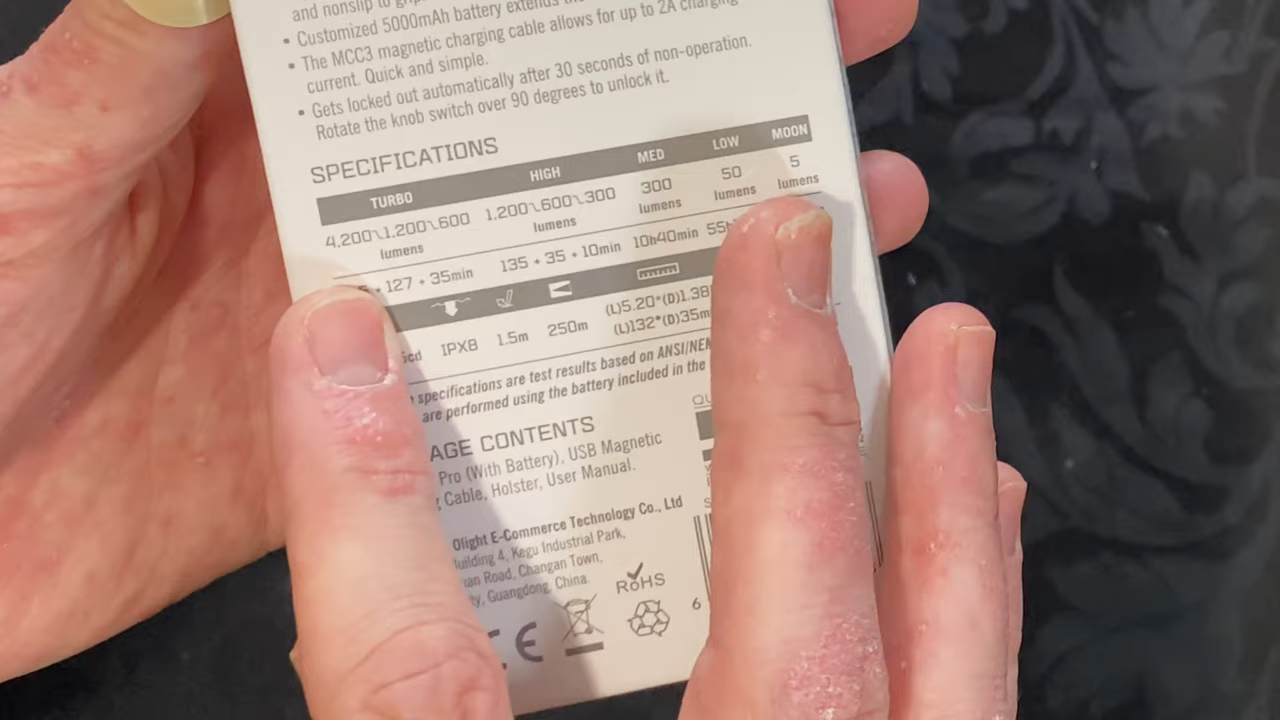 and nonslip to
• Customized 5000mAh battery extends
• The MCC3 magnetic charging cable allows for up to 2A charging
current. Quick and simple.
• Gets locked out automatically after 30 seconds of non-operation.
Rotate the knob switch over 90 degrees to unlock it.
SPECIFICATIONS
TURBO HIGH MED LOW MOON
4,200~1,200~600 1,200~600~300 300 50 5
lumens lumens lumens lumens lumens
+ 127 + 35min 135 + 35 + 10min 10h40min 55
IPX8 1.5m 250m (L)5.20*(D)1.38
(L)132*(D)35m
specifications are test results based on ANSI/NEM
are performed using the battery included in the
AGE CONTENTS
Pro (With Battery), USB Magnetic
Cable, Holster, User Manual.
Olight E-Commerce Technology Co., Ltd
uilding 4, Kegu Industrial Park,
Road, Changan Town,
Guangdong, China.
RoHS
CE
6